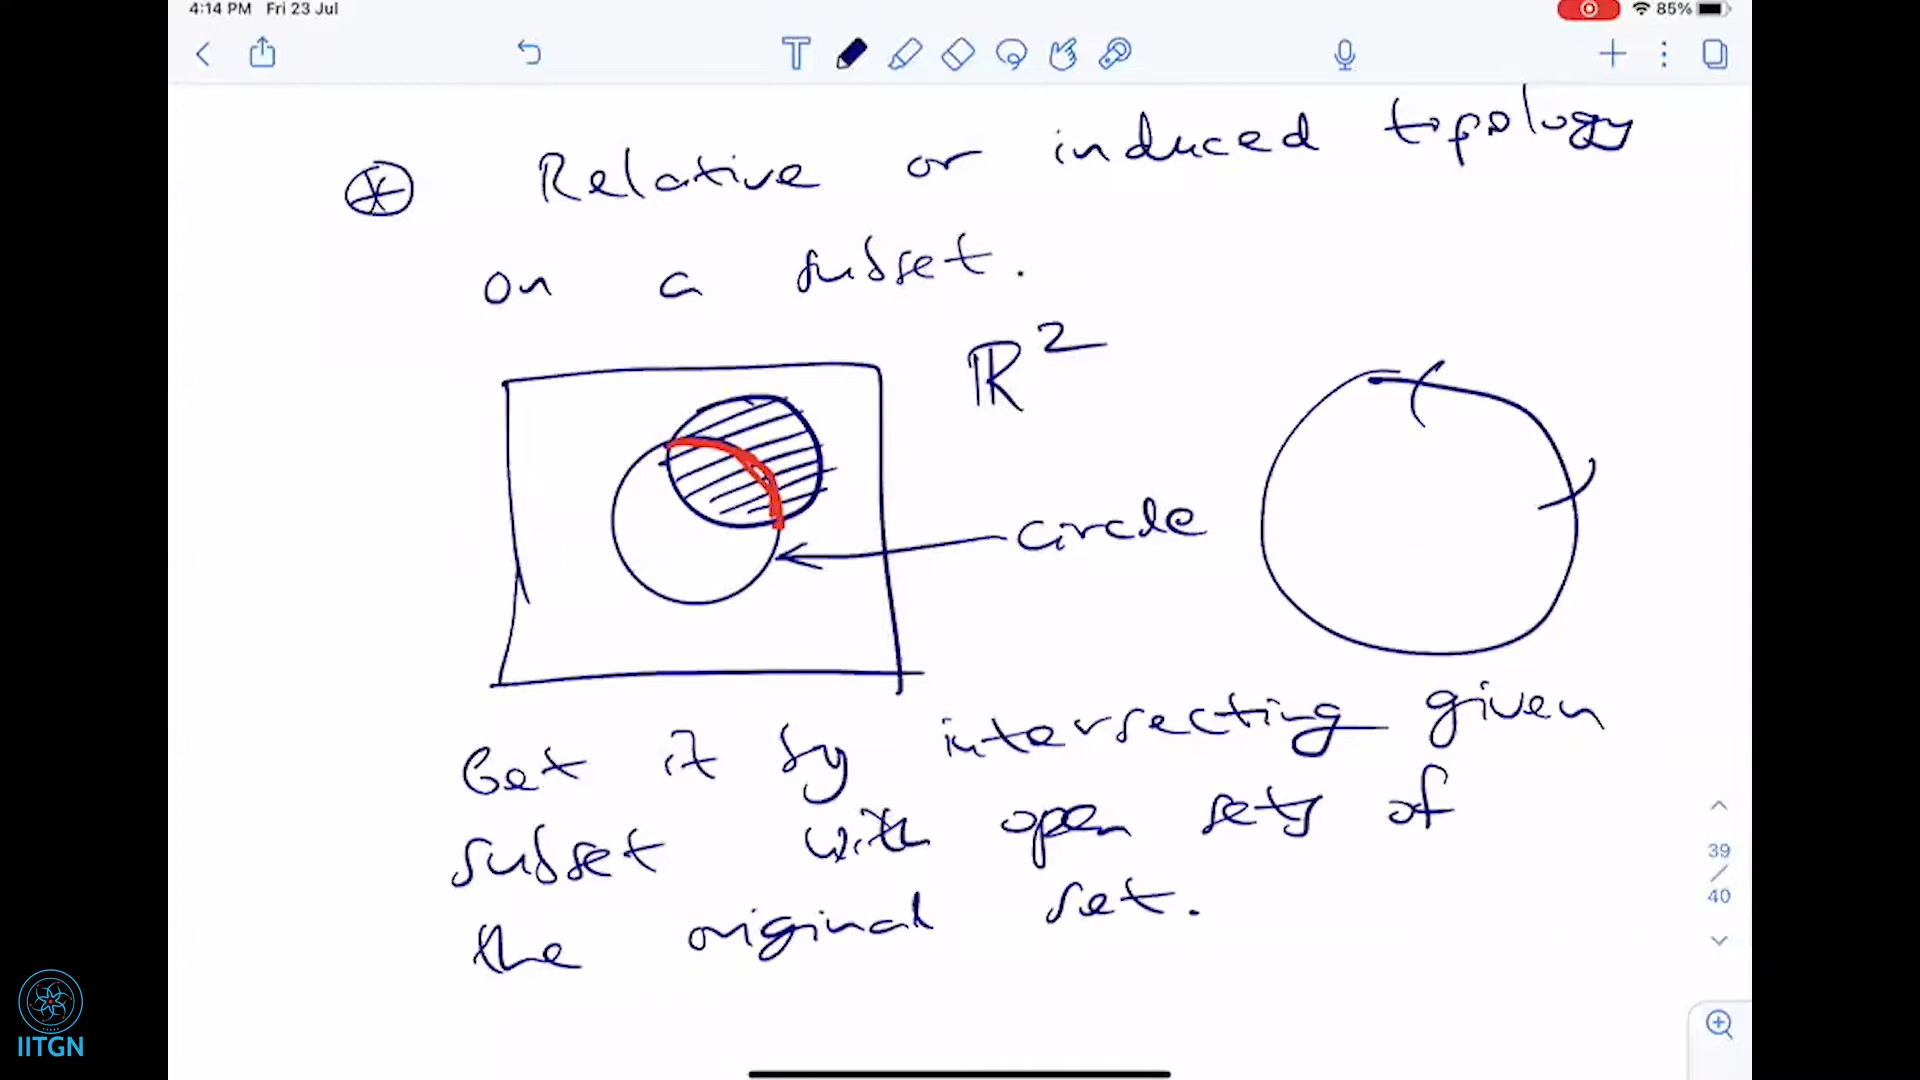 4:14 PM Fri 23 Jul
85%
Relative or induced topology
on a subset.
ℝ²
circle
Get it by intersecting given
subset with open sets of
the original set.
39
/
40
IITGN